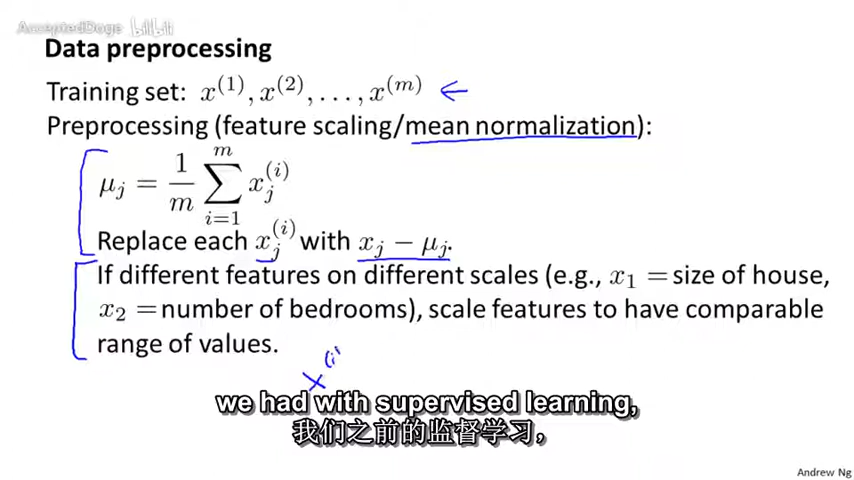 AcceptedDoge bilibili
Data preprocessing
Training set: x^{(1)}, x^{(2)}, . . . , x^{(m)} ←
Preprocessing (feature scaling/mean normalization):
μ_j = \frac{1}{m} \sum_{i=1}^{m} x_j^{(i)}
Replace each x_j^{(i)} with x_j − μ_j.
If different features on different scales (e.g., x_1 = size of house,
x_2 = number of bedrooms), scale features to have comparable
range of values.
x^{(i)}
we had with supervised learning,
我们之前的监督学习，
Andrew Ng